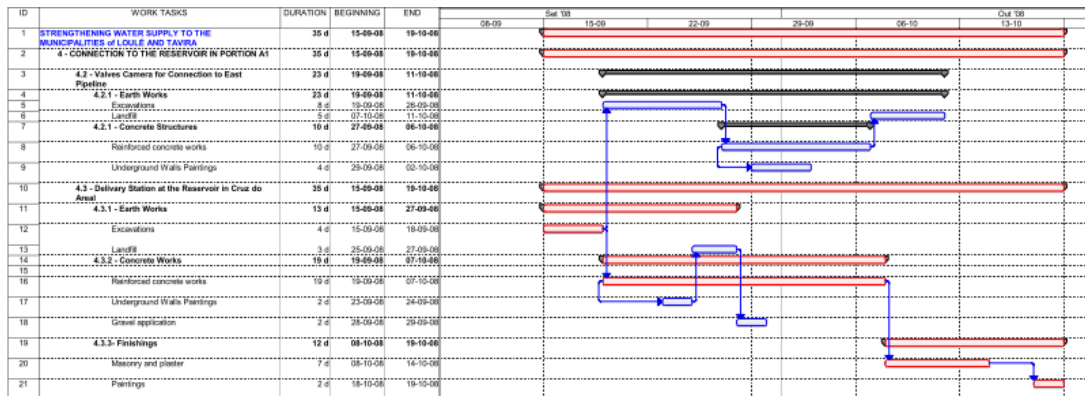 ID WORK TASKS DURATION BEGINNING END Set '08 Out '08
08-09 15-09 22-09 29-09 06-10 13-10
1 STRENGTHENING WATER SUPPLY TO THE MUNICIPALITIES of LOULÉ AND TAVIRA 35 d 15-09-08 19-10-08
2 4 - CONNECTION TO THE RESERVOIR IN PORTION A1 35 d 15-09-08 19-10-08
3 4.2 - Valves Camera for Connection to East Pipeline 23 d 19-09-08 11-10-08
4 4.2.1 - Earth Works 23 d 19-09-08 11-10-08
5 Excavations 8 d 19-09-08 26-09-08
6 Landfill 5 d 07-10-08 11-10-08
7 4.2.1 - Concrete Structures 10 d 27-09-08 06-10-08
8 Reinforced concrete works 10 d 27-09-08 06-10-08
9 Underground Walls Paintings 4 d 29-09-08 02-10-08
10 4.3 - Delivary Station at the Reservoir in Cruz do Areal 35 d 15-09-08 19-10-08
11 4.3.1 - Earth Works 13 d 15-09-08 27-09-08
12 Excavations 4 d 15-09-08 18-09-08
13 Landfill 3 d 25-09-08 27-09-08
14 4.3.2 - Concrete Works 19 d 19-09-08 07-10-08
15
16 Reinforced concrete works 19 d 19-09-08 07-10-08
17 Underground Walls Paintings 2 d 23-09-08 24-09-08
18 Gravel application 2 d 28-09-08 29-09-08
19 4.3.3- Finishings 12 d 08-10-08 19-10-08
20 Masonry and plaster 7 d 08-10-08 14-10-08
21 Paintings 2 d 18-10-08 19-10-08